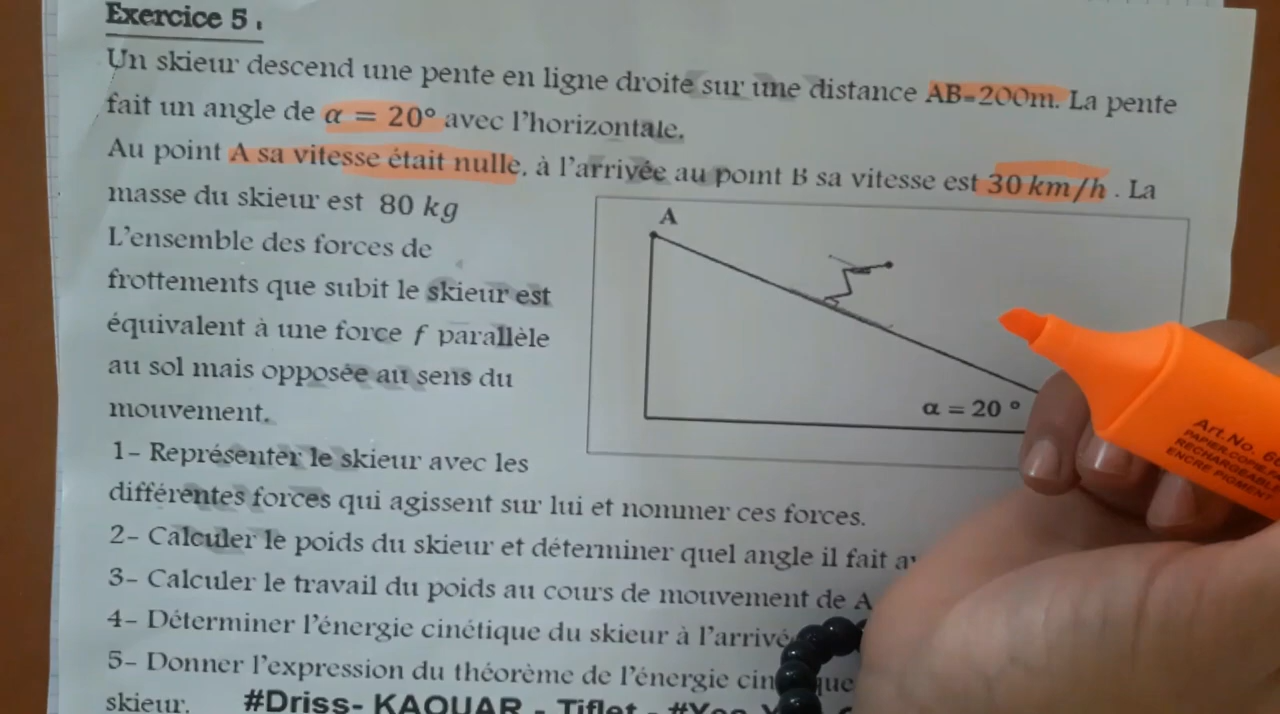 Exercice 5.
Un skieur descend une pente en ligne droite sur une distance AB=200m. La pente
fait un angle de α = 20° avec l'horizontale.
Au point A sa vitesse était nulle, à l'arrivée au point B sa vitesse est 30 km/h. La
masse du skieur est 80 kg
L'ensemble des forces de
frottements que subit le skieur est
équivalent à une force f parallèle
au sol mais opposée au sens du
mouvement.
A
α = 20 °
1- Représenter le skieur avec les
différentes forces qui agissent sur lui et nommer ces forces.
2- Calculer le poids du skieur et déterminer quel angle il fait
3- Calculer le travail du poids au cours de mouvement de A
4- Déterminer l'énergie cinétique du skieur à
5- Donner l'expression du théorème de l'énergie
skieur. #Driss- KAOUAR - Tiflet -
Art.No.
PAPIER.COPIE
RECHARGEABLE
ENCRE PIGMENT